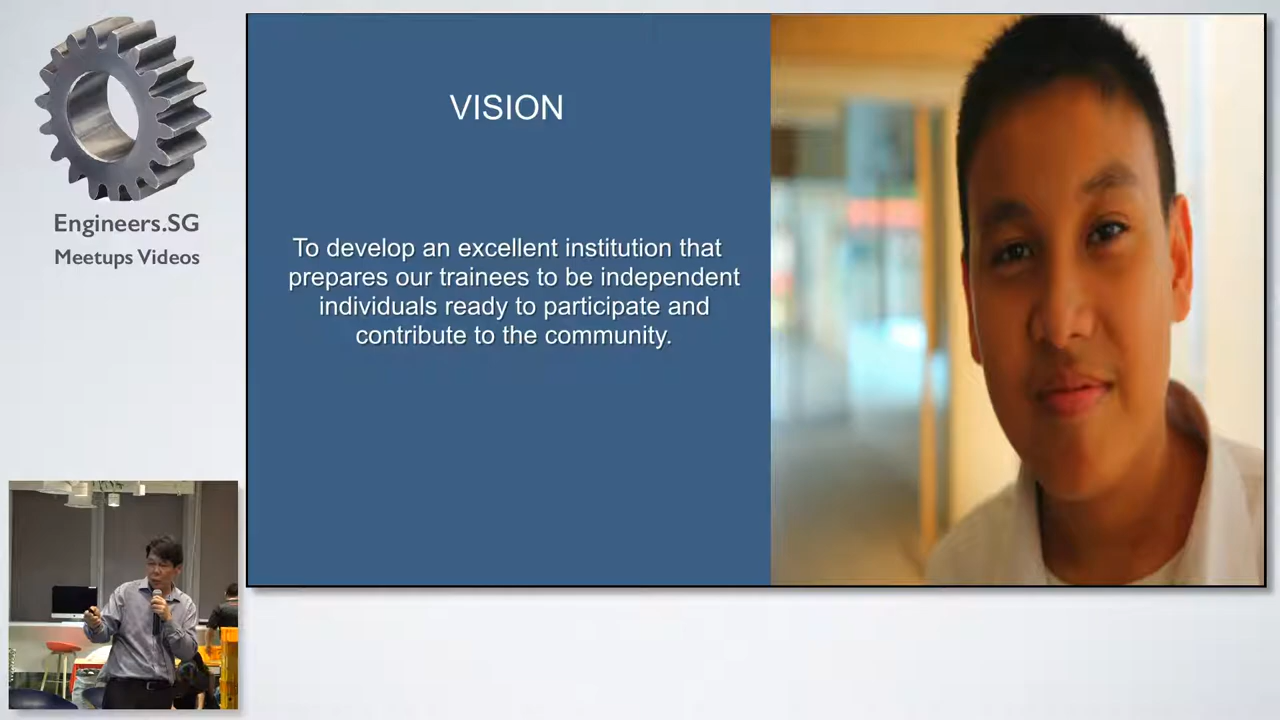 Engineers.SG
Meetups Videos
VISION
To develop an excellent institution that
prepares our trainees to be independent
individuals ready to participate and
contribute to the community.